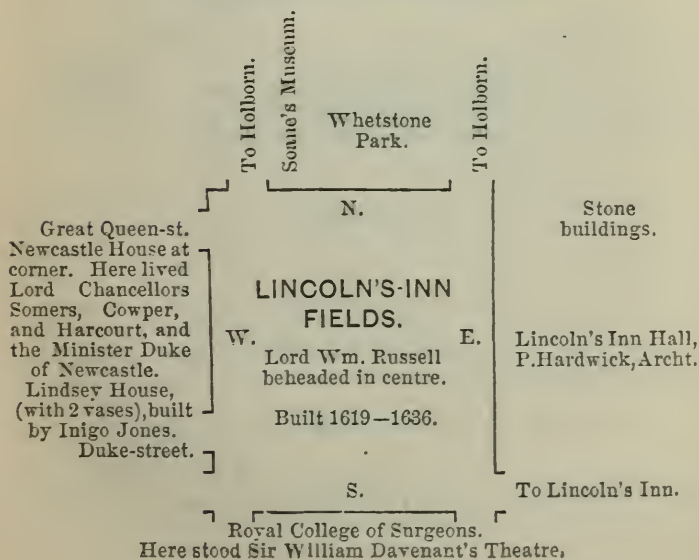 To Holborn.
Soane's Museum.
Whetstone
Park.
To Holborn.
N.
Stone
buildings.
Great Queen-st.
Newcastle House at
corner. Here lived
Lord Chancellors
Somers, Cowper,
and Harcourt, and
the Minister Duke
of Newcastle.
Lindsey House,
(with 2 vases), built
by Inigo Jones.
Duke-street.
W.
LINCOLN'S-INN
FIELDS.
Lord Wm. Russell
beheaded in centre.
Built 1619–1636.
E.
Lincoln's Inn Hall,
P. Hardwick, Archt.
S.
To Lincoln's Inn.
Royal College of Surgeons.
Here stood Sir William Davenant's Theatre,